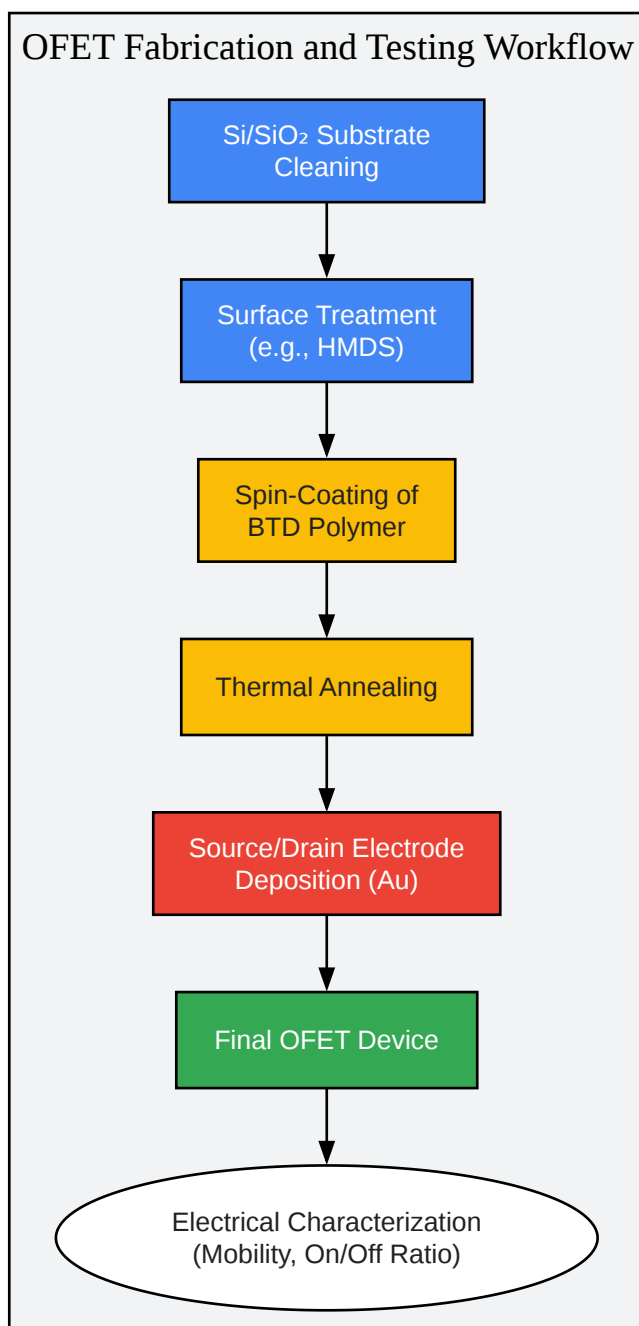 OFET Fabrication and Testing Workflow
Si/SiO₂ Substrate
Cleaning
Surface Treatment
(e.g., HMDS)
Spin-Coating of
BTD Polymer
Thermal Annealing
Source/Drain Electrode
Deposition (Au)
Final OFET Device
Electrical Characterization
(Mobility, On/Off Ratio)